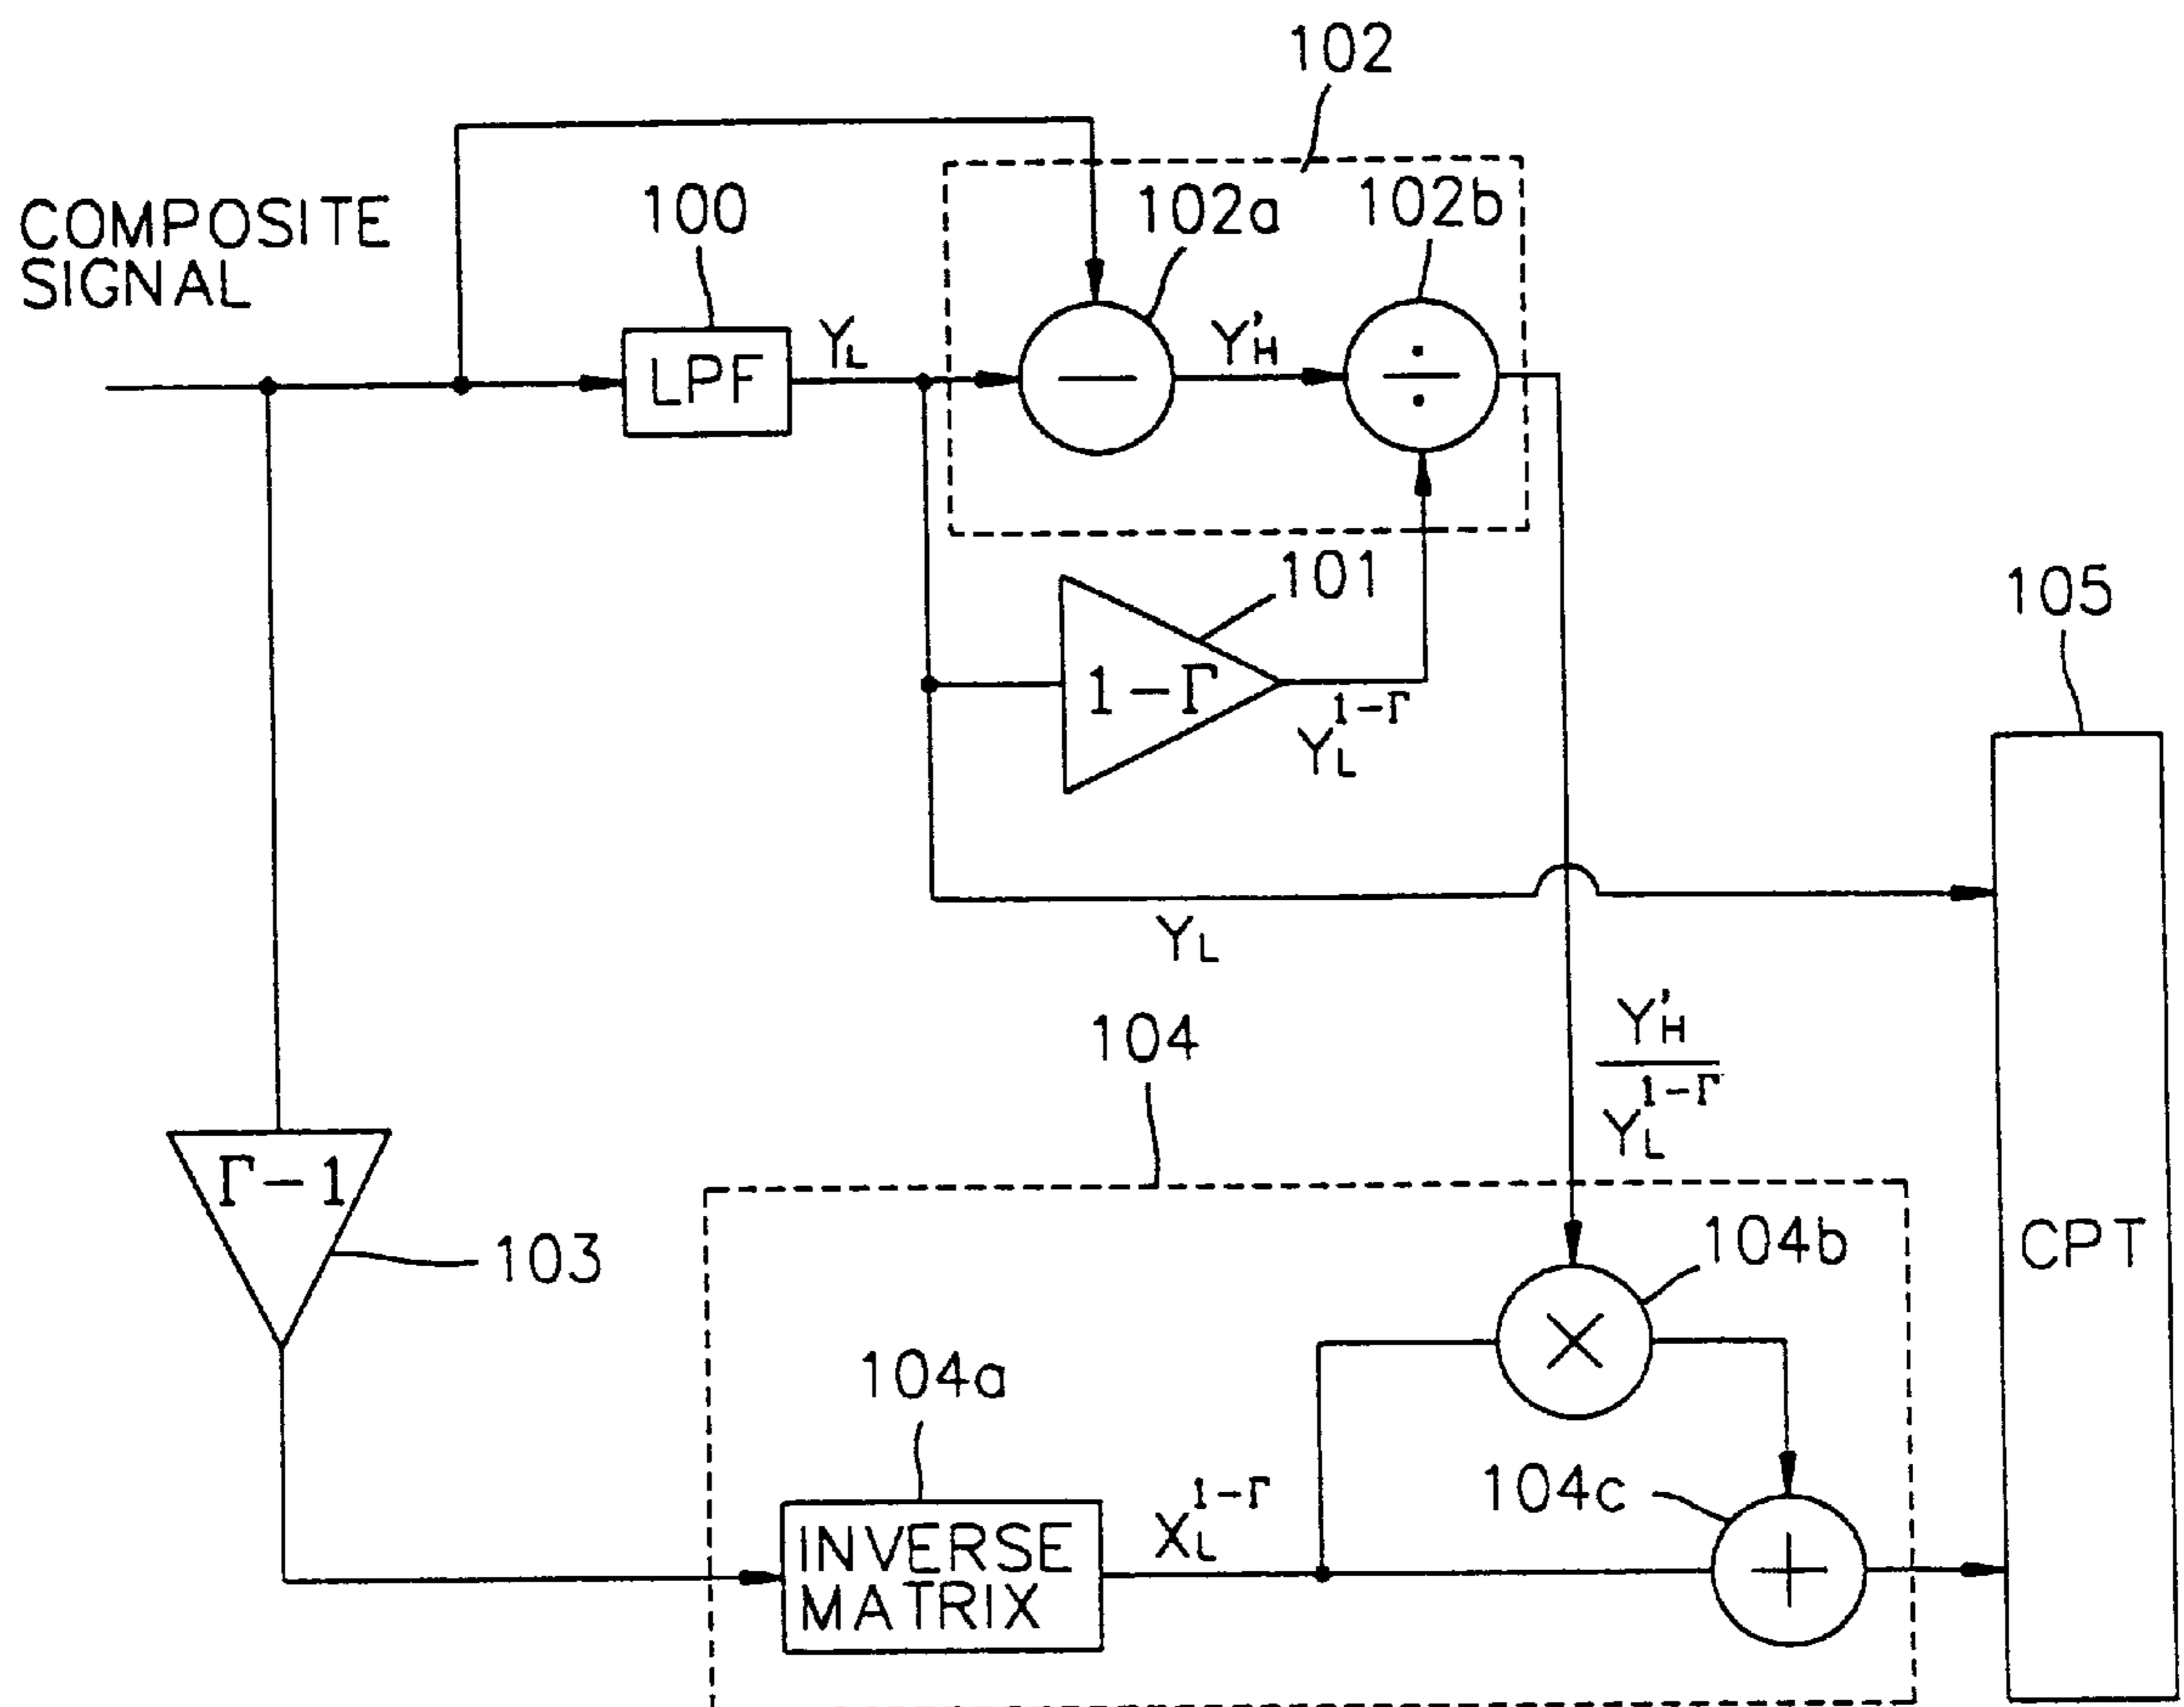 102
COMPOSITE
SIGNAL
100
102a
102b
LPF
Y_L
Y'_H
101
1-Γ
Y_L^{1-Γ}
105
Y_L
Y'_H
Y_L^{1-Γ}
104
Γ-1
103
104b
CPT
104a
104c
INVERSE
MATRIX
X_L^{1-Γ}